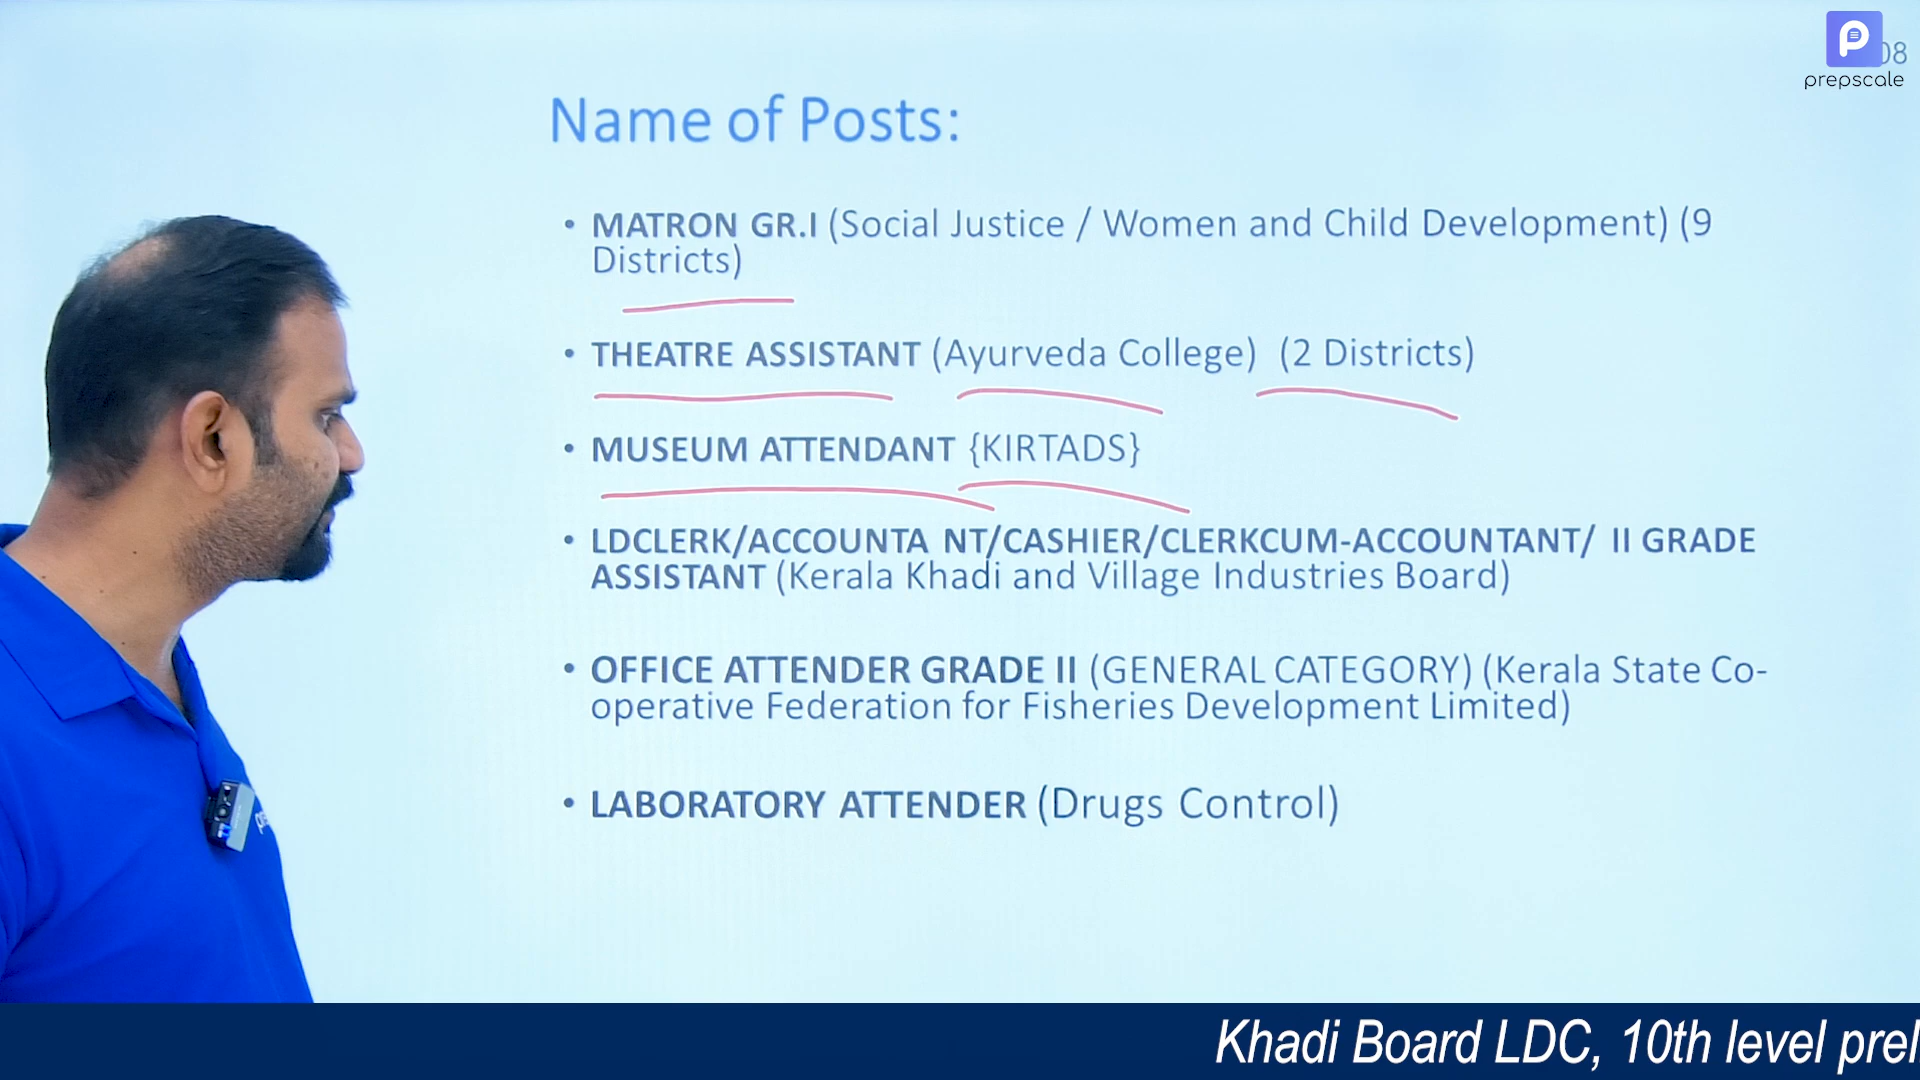 08
prepscale
Name of Posts:
• MATRON GR.I (Social Justice / Women and Child Development) (9
Districts)
• THEATRE ASSISTANT (Ayurveda College) (2 Districts)
• MUSEUM ATTENDANT {KIRTADS}
• LDCLERK/ACCOUNTA NT/CASHIER/CLERKCUM-ACCOUNTANT/ II GRADE
ASSISTANT (Kerala Khadi and Village Industries Board)
• OFFICE ATTENDER GRADE II (GENERAL CATEGORY) (Kerala State Co-
operative Federation for Fisheries Development Limited)
• LABORATORY ATTENDER (Drugs Control)
Khadi Board LDC, 10th level prel